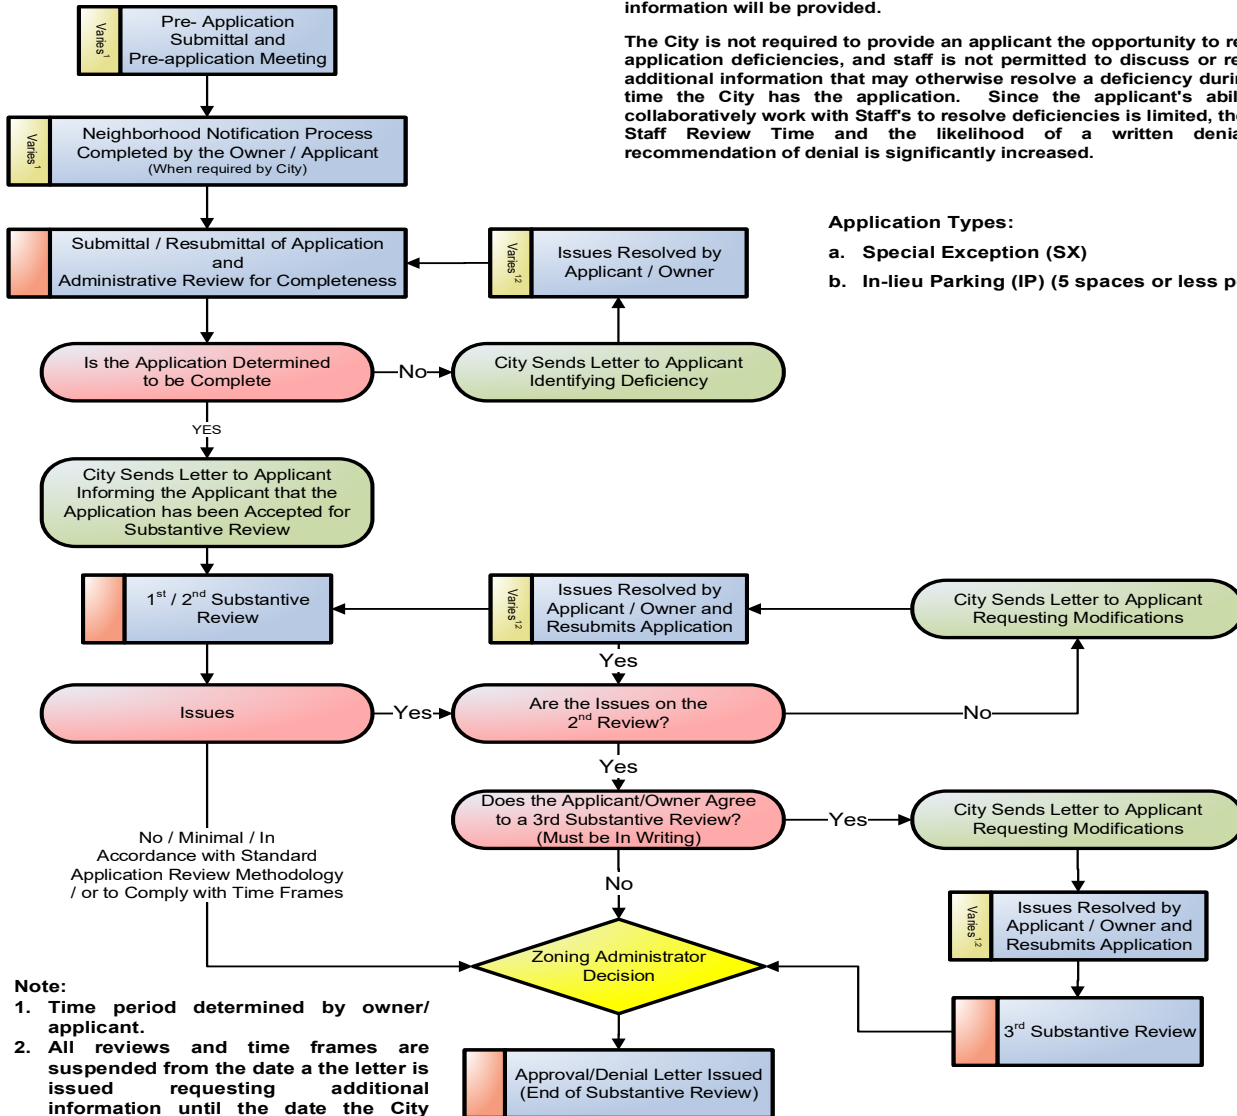 information will be provided.
The City is not required to provide an applicant the opportunity to
application deficiencies, and staff is not permitted to discuss or
additional information that may otherwise resolve a deficiency
time the City has the application. Since the applicant's
collaboratively work with Staff's to resolve deficiencies is limited,
Staff Review Time and the likelihood of a written
recommendation of denial is significantly increased.
Application Types:
a. Special Exception (SX)
b. In-lieu Parking (IP) (5 spaces or less
Varies1
Pre- Application
Submittal and
Pre-application Meeting
Varies1
Neighborhood Notification Process
Completed by the Owner / Applicant
(When required by City)
Submittal / Resubmittal of Application
and
Administrative Review for Completeness
Varies12
Issues Resolved by
Applicant / Owner
Is the Application Determined
to be Complete
No
City Sends Letter to Applicant
Identifying Deficiency
YES
City Sends Letter to Applicant
Informing the Applicant that the
Application has been Accepted for
Substantive Review
1st / 2nd Substantive
Review
Varies12
Issues Resolved by
Applicant / Owner and
Resubmits Application
City Sends Letter to Applicant
Requesting Modifications
Yes
Issues
Yes
Are the Issues on the
2nd Review?
No
Yes
Does the Applicant/Owner Agree
to a 3rd Substantive Review?
(Must be In Writing)
Yes
City Sends Letter to Applicant
Requesting Modifications
No / Minimal / In
Accordance with Standard
Application Review Methodology
/ or to Comply with Time Frames
No
Varies12
Issues Resolved by
Applicant / Owner and
Resubmits Application
Zoning Administrator
Decision
3rd Substantive Review
Approval/Denial Letter Issued
(End of Substantive Review)
Note:
1. Time period determined by owner/
applicant.
2. All reviews and time frames are
suspended from the date a the letter is
issued requesting additional
information until the date the City